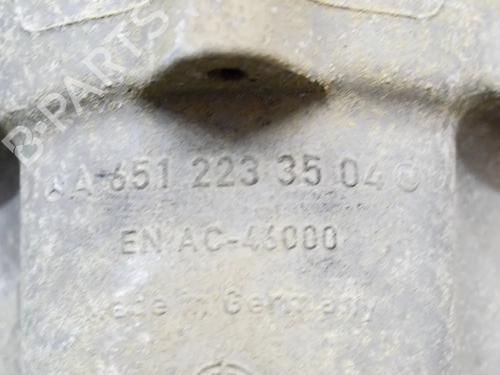 B-PARTS
A 651 223 35 04
EN AC-46000
Made in Germany